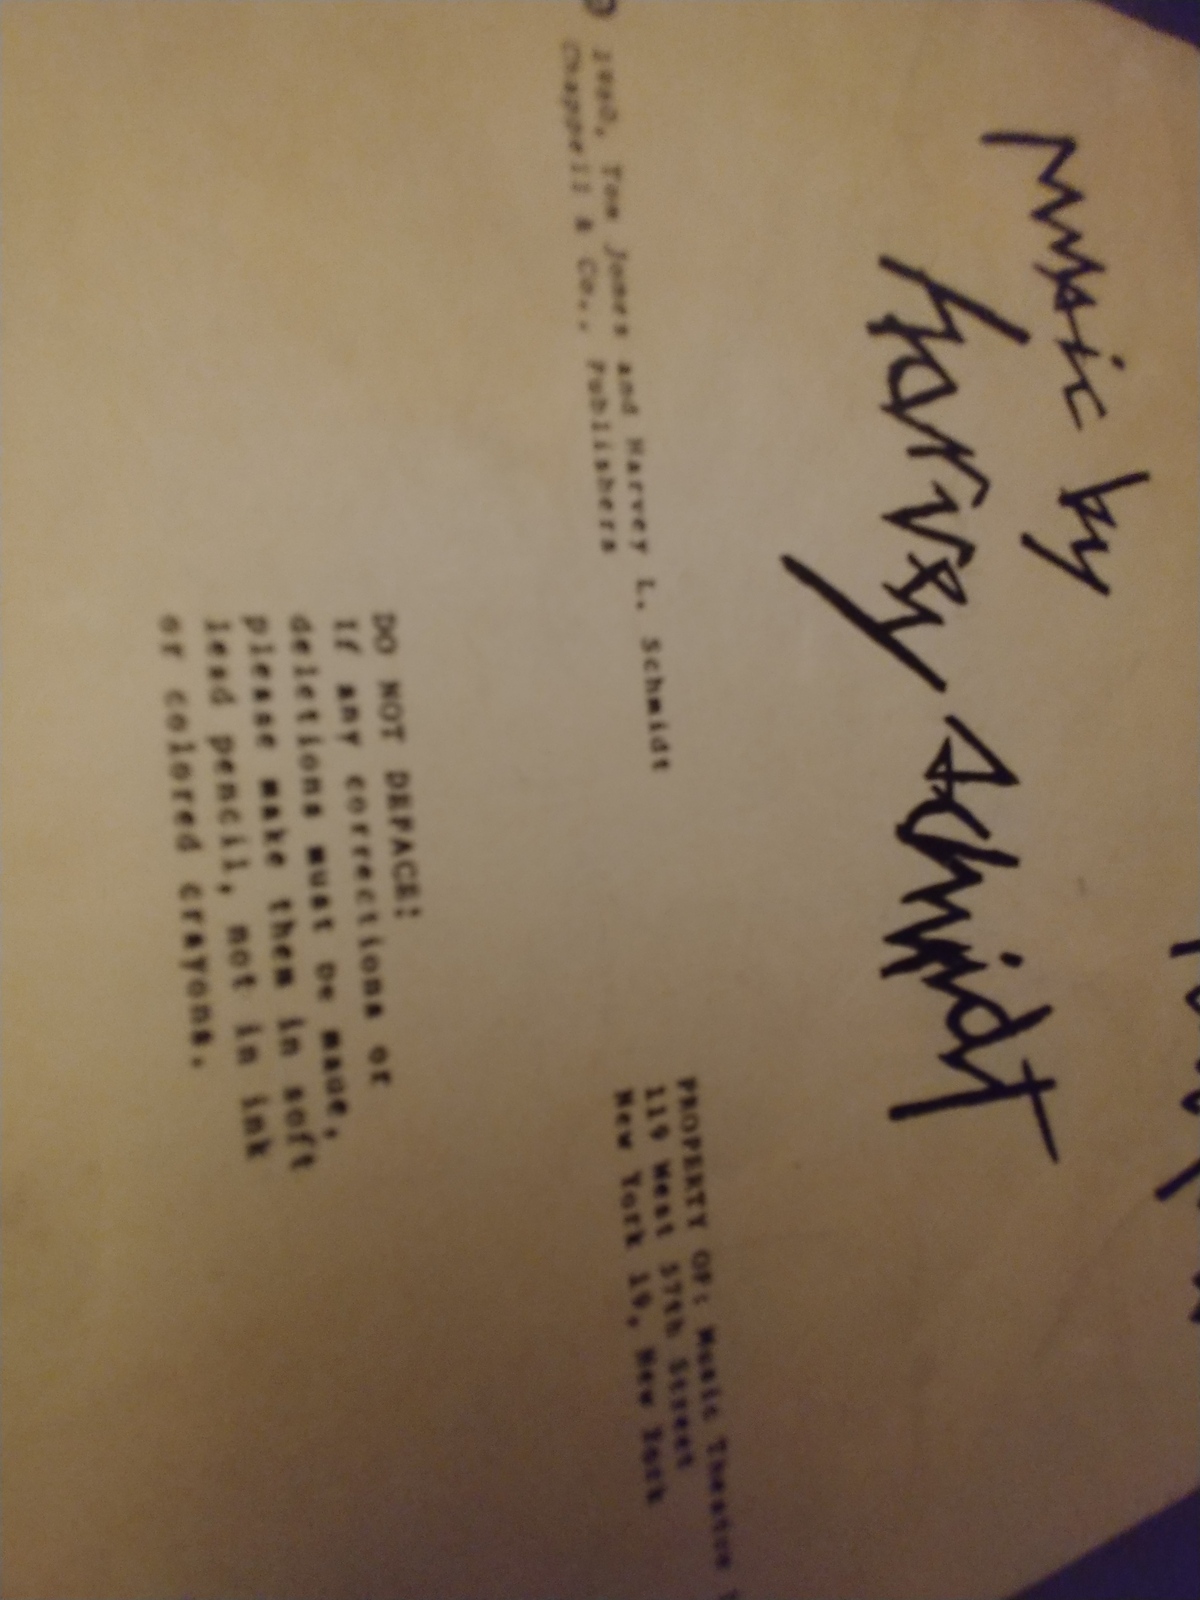 music by
harvey schmidt
© 1960, Tom Jones and Harvey L. Schmidt
Chappell & Co., Publishers
PROPERTY OF: Music Theatre
119 West 57th Street
New York 19, New York
DO NOT DEFACE!
If any corrections or
deletions must be made,
please make them in soft
lead pencil, not in ink
or colored crayons.